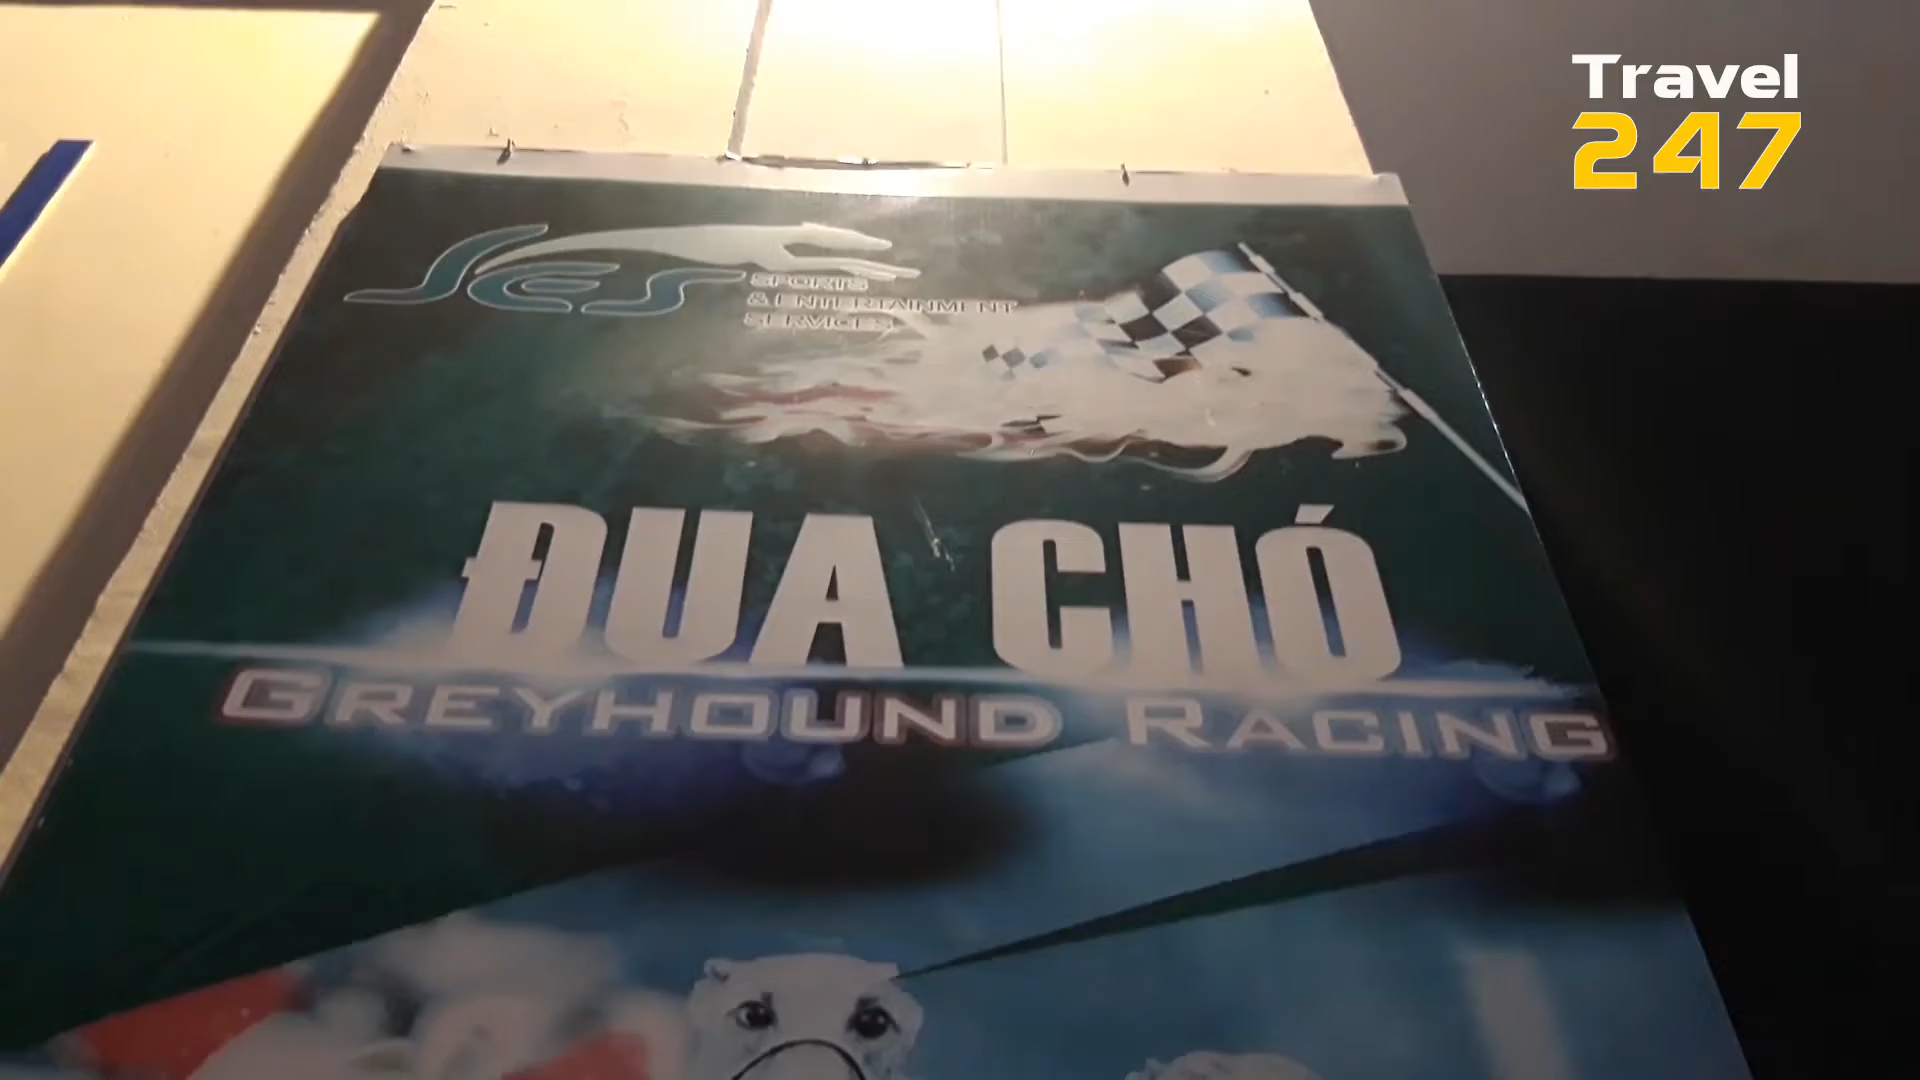 Travel
247
SES
SPORTS
& ENTERTAINMENT
SERVICES
ĐUA CHÓ
GREYHOUND RACING